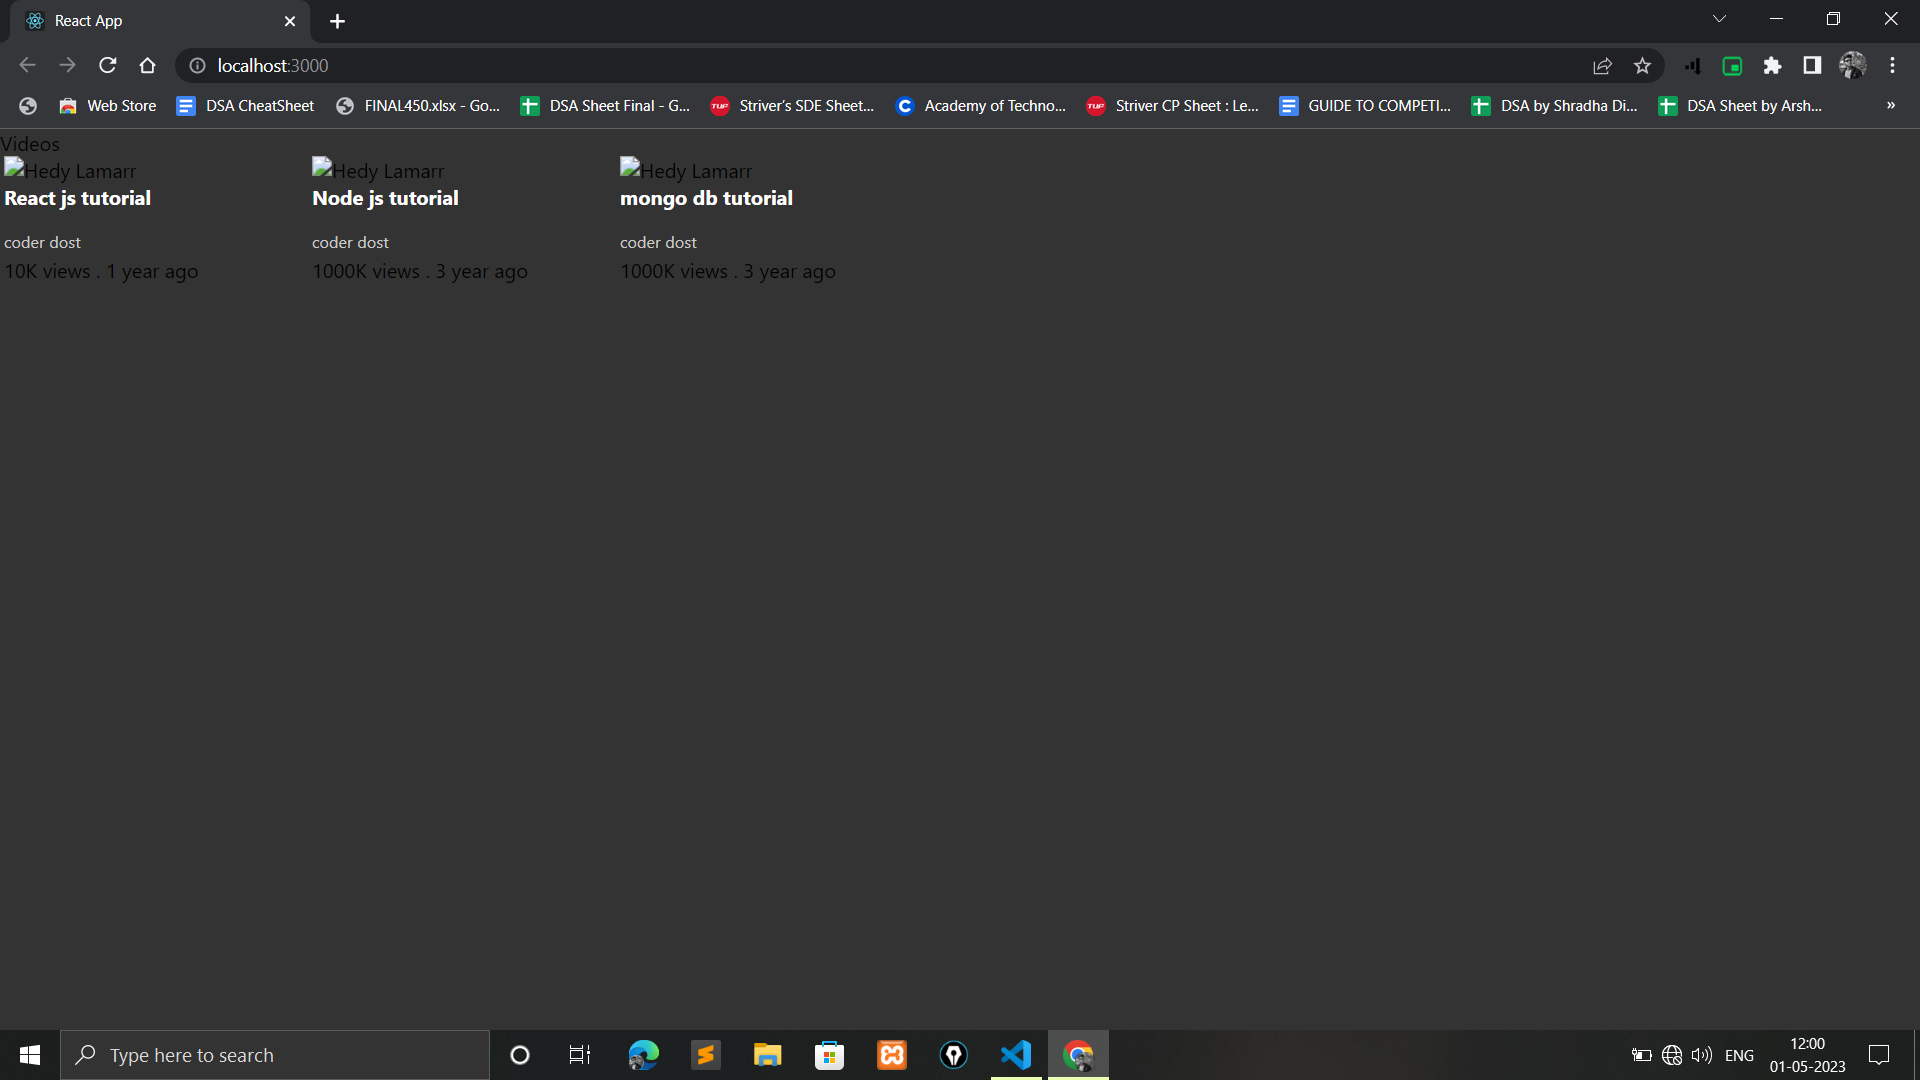 React App
localhost:3000
Web Store DSA CheatSheet FINAL450.xlsx - Go... DSA Sheet Final - G... TUF Striver's SDE Sheet... C Academy of Techno... TUF Striver CP Sheet : Le... GUIDE TO COMPETI... DSA by Shradha Di... DSA Sheet by Arsh... »
Videos
Hedy Lamarr Hedy Lamarr Hedy Lamarr
React js tutorial Node js tutorial mongo db tutorial
coder dost coder dost coder dost
10K views . 1 year ago 1000K views . 3 year ago 1000K views . 3 year ago
Type here to search
ENG
12:00
01-05-2023